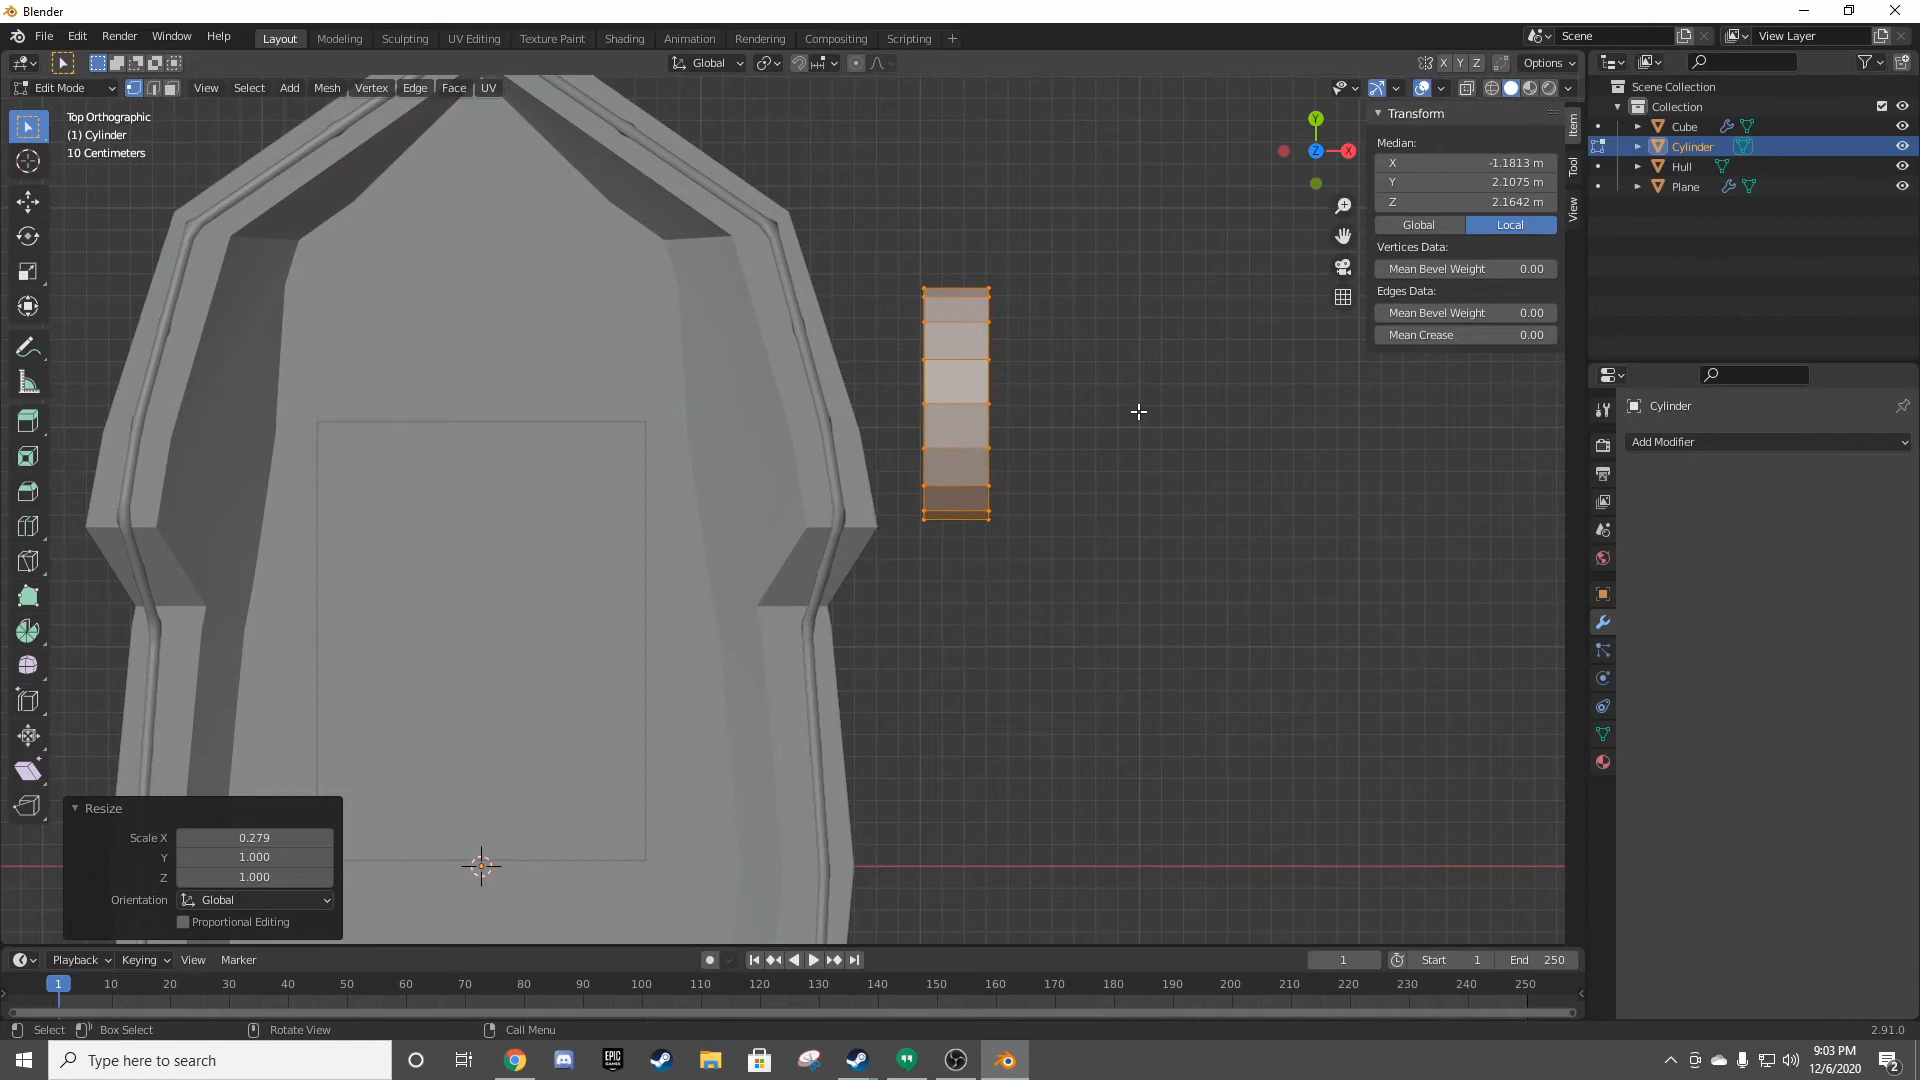 Blender
File Edit Render Window Help Layout Modeling Sculpting UV Editing Texture Paint Shading Animation Rendering Compositing Scripting + Scene View Layer
Global X Y Z Options
Edit Mode View Select Add Mesh Vertex Edge Face UV
Top Orthographic
(1) Cylinder
10 Centimeters
Y
Z
X
Transform
Median:
X -1.1813 m
Y 2.1075 m
Z 2.1642 m
Global Local
Vertices Data:
Mean Bevel Weight 0.00
Edges Data:
Mean Bevel Weight 0.00
Mean Crease 0.00
Item
Tool
View
Scene Collection
Collection
Cube
Cylinder
Hull
Plane
Cylinder
Add Modifier
Resize
Scale X 0.279
Y 1.000
Z 1.000
Orientation Global
Proportional Editing
Playback Keying View Marker 1 Start 1 End 250
1 10 20 30 40 50 60 70 80 90 100 110 120 130 140 150 160 170 180 190 200 210 220 230 240 250
Select Box Select Rotate View Call Menu 2.91.0
Type here to search
EPIC GAMES
9:03 PM
12/6/2020
2